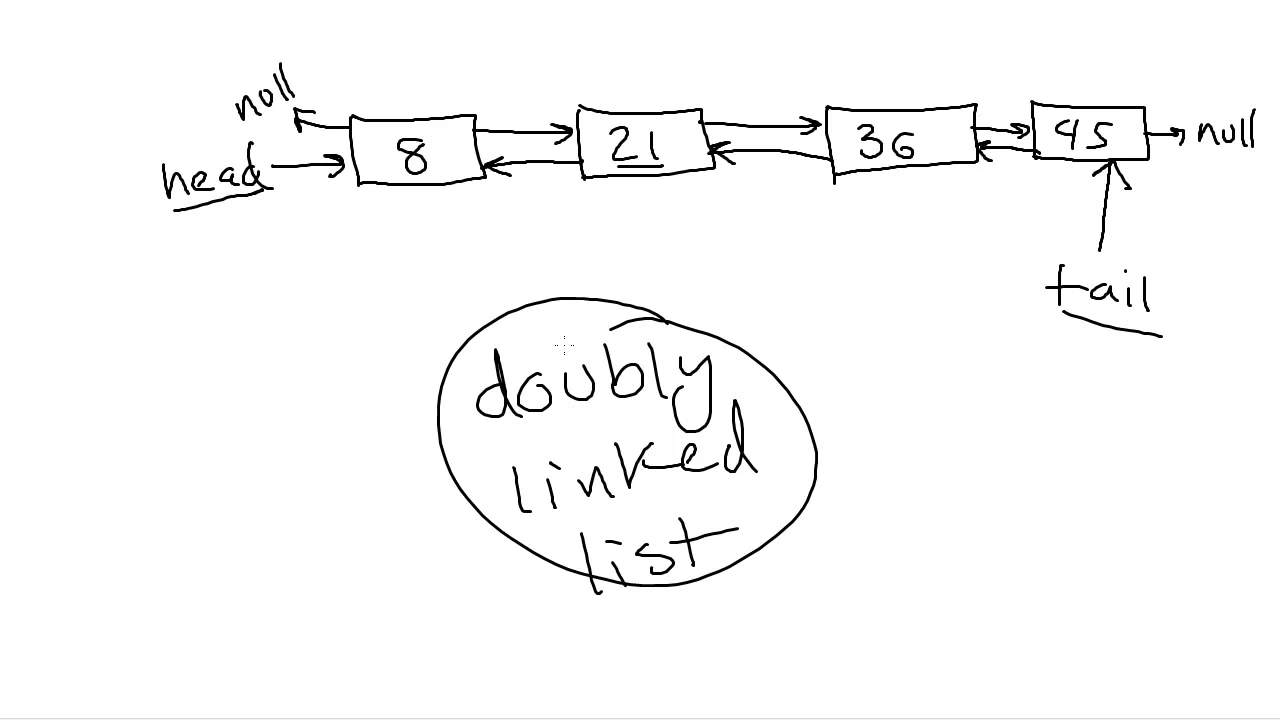 null
head 8 21 36 45 null
tail
doubly
linked
list